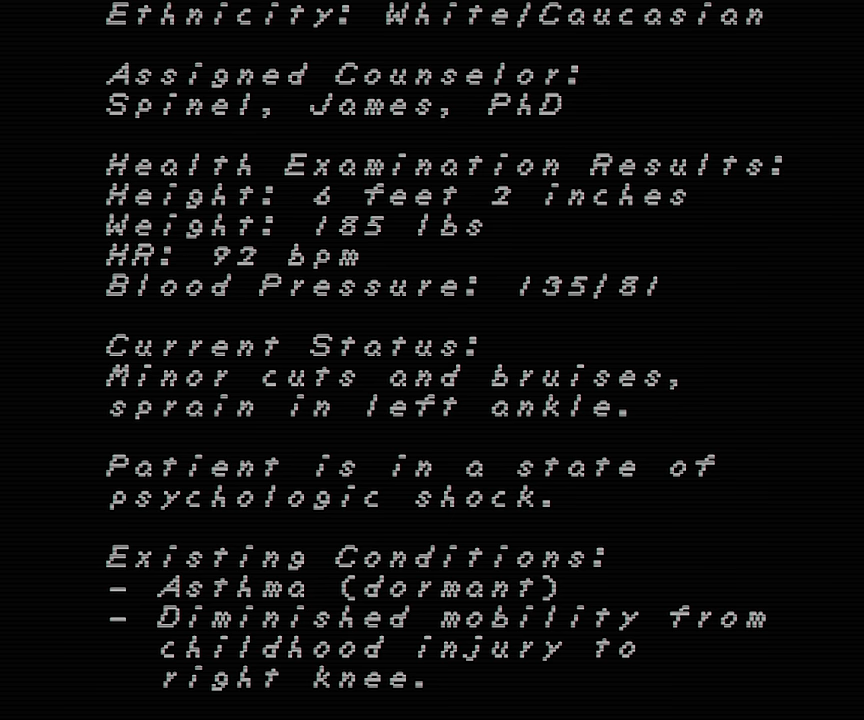 Ethnicity: White/Caucasian
Assigned Counselor:
Spinel, James, PhD
Health Examination Results:
Height: 6 feet 2 inches
Weight: 185 lbs
HR: 92 bpm
Blood Pressure: 135/81
Current Status:
Minor cuts and bruises,
sprain in left ankle.
Patient is in a state of
psychologic shock.
Existing Conditions:
- Asthma (dormant)
- Diminished mobility from
childhood injury to
right knee.